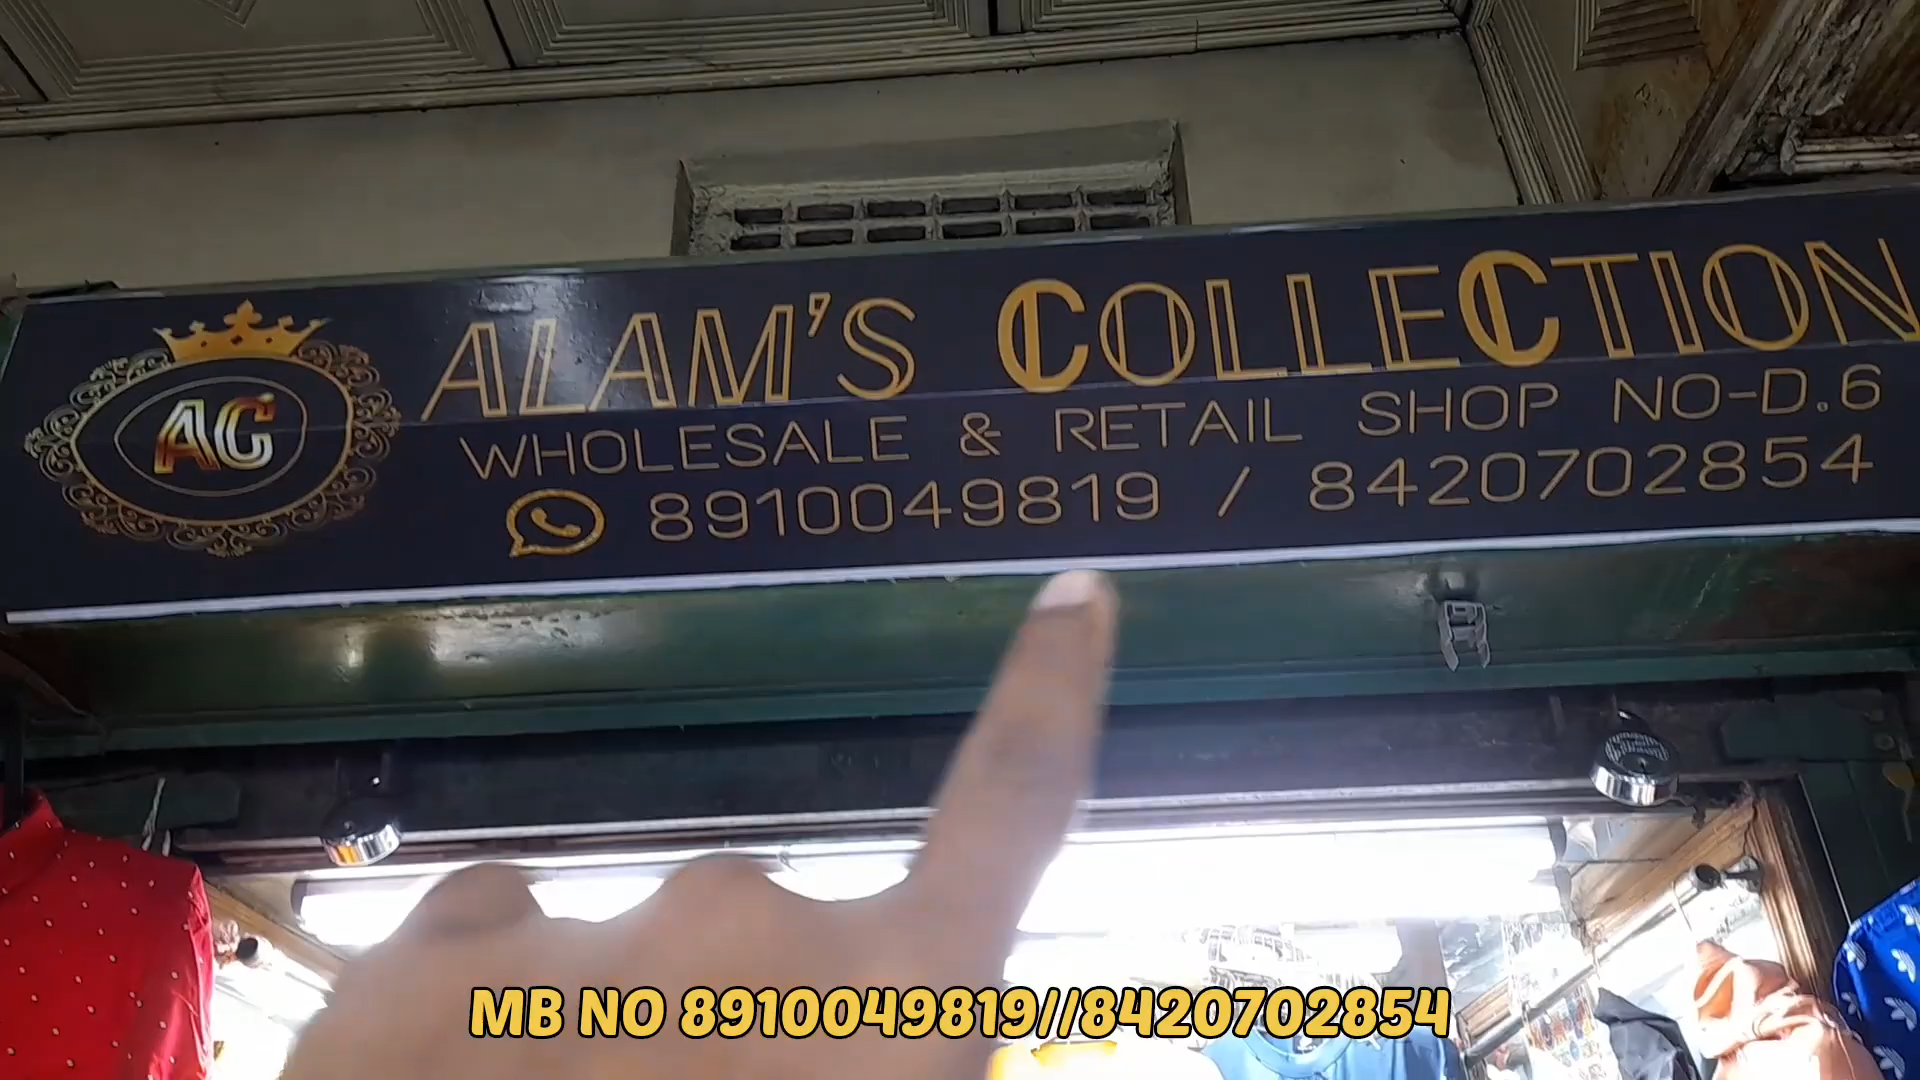 AC
ALAM'S COLLECTION
WHOLESALE & RETAIL SHOP NO-D.6
8910049819 / 8420702854
MB NO 8910049819//8420702854